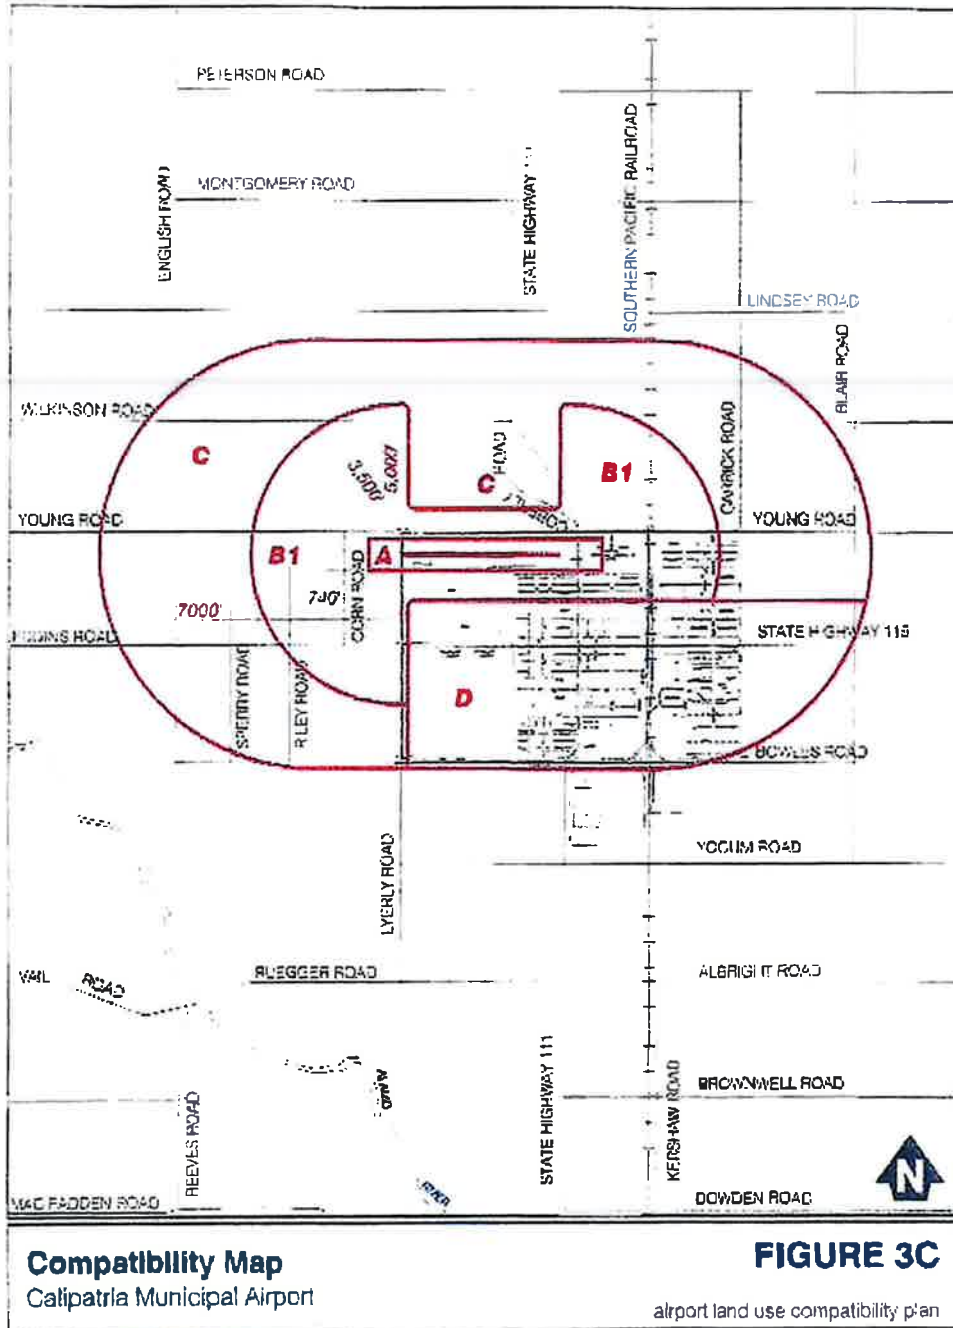 PETERSON ROAD
MONTGOMERY ROAD
ENGLISH ROAD
STATE HIGHWAY 111
SOUTHERN PACIFIC RAILROAD
LINDSEY ROAD
BLAIR ROAD
WILKINSON ROAD
CARRICK ROAD
C
3,500'
5,000'
ROAD
C
B1
YOUNG ROAD
YOUNG ROAD
B1
A
CORN ROAD
740'
7000'
ROAD
STATE HIGHWAY 115
SPERRY ROAD
RILEY ROAD
D
BOWLES ROAD
LYERLY ROAD
YOCUM ROAD
VAIL
ROAD
RUEGGER ROAD
ALBRIGHT ROAD
STATE HIGHWAY 111
BROWNWELL ROAD
REEVES ROAD
KERSHAW ROAD
RIVER
MAC FADDEN ROAD
DOWDEN ROAD
N
Compatibility Map
Calipatria Municipal Airport
FIGURE 3C
airport land use compatibility plan